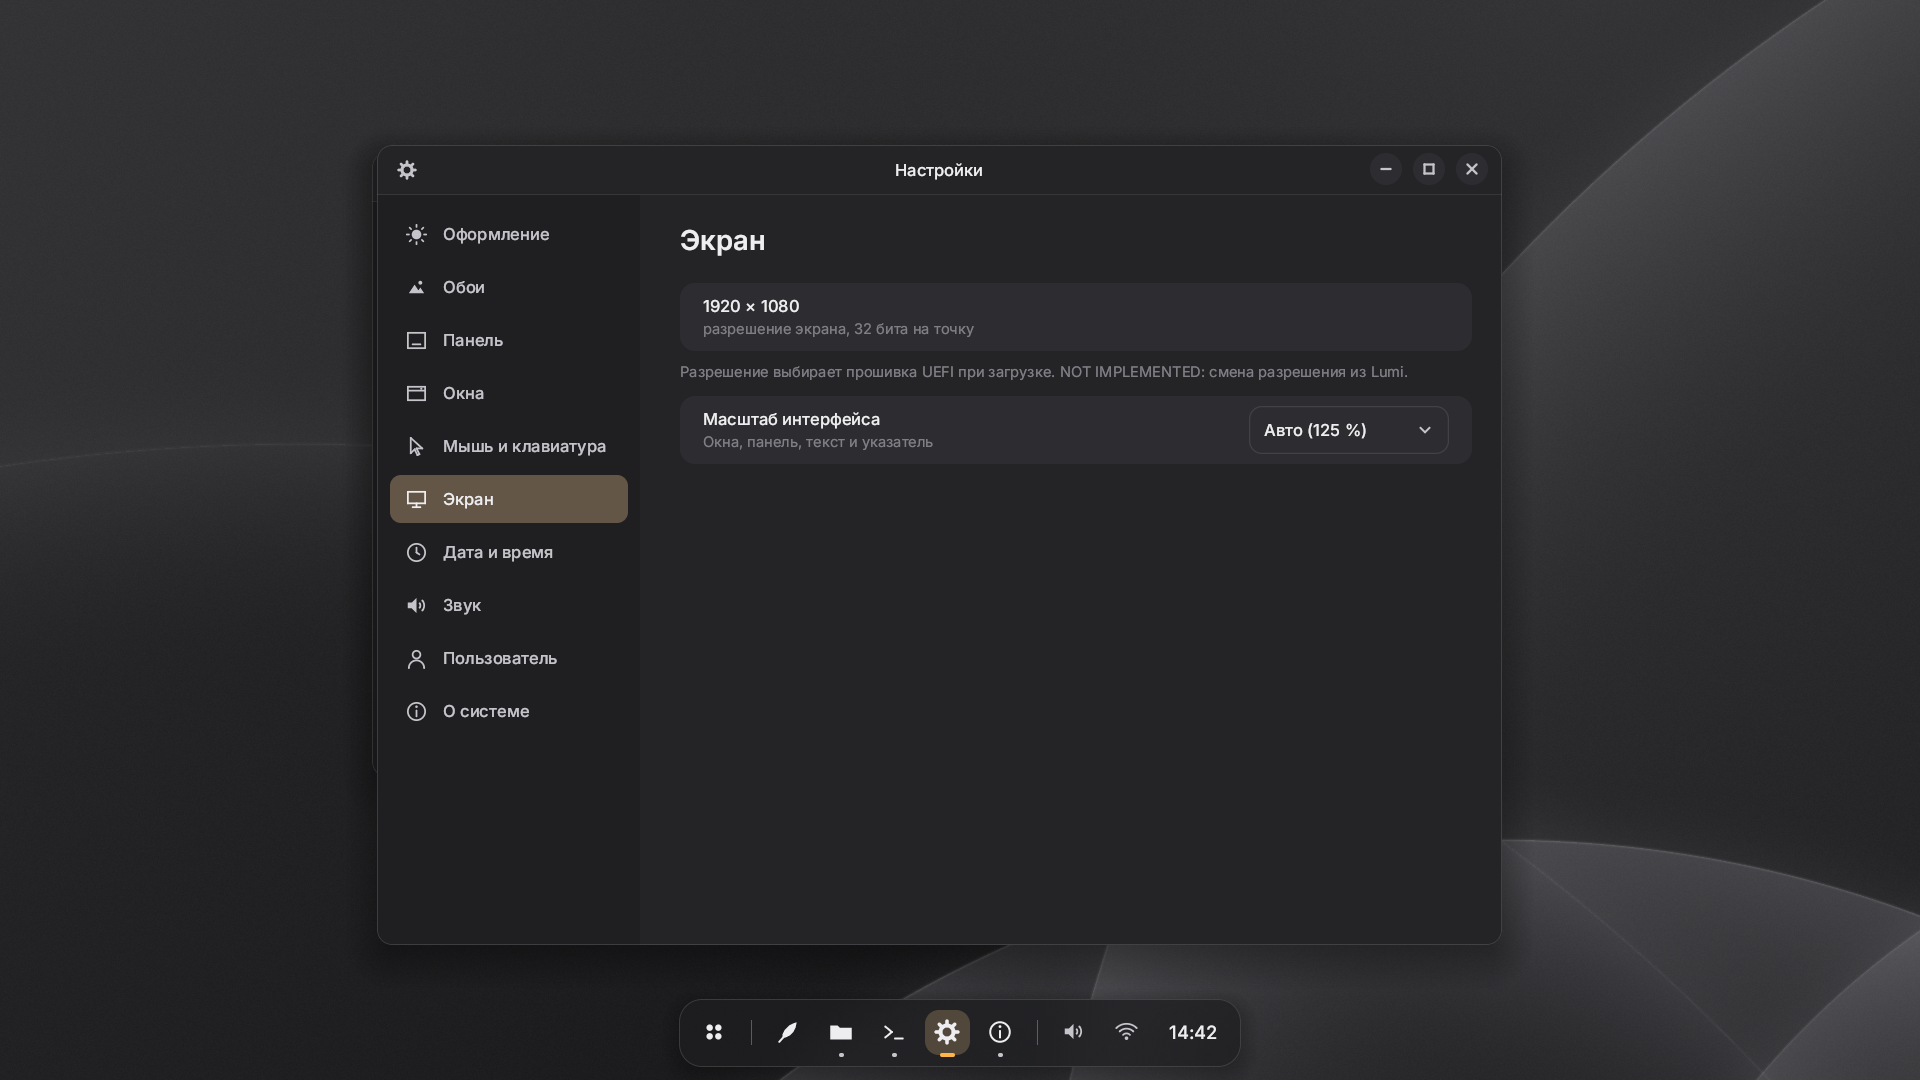 Настройки
Оформление
Обои
Панель
Окна
Мышь и клавиатура
Экран
Дата и время
Звук
Пользователь
О системе
Экран
1920 × 1080
разрешение экрана, 32 бита на точку
Разрешение выбирает прошивка UEFI при загрузке. NOT IMPLEMENTED: смена разрешения из Lumi.
Масштаб интерфейса
Окна, панель, текст и указатель
Авто (125 %)
14:42